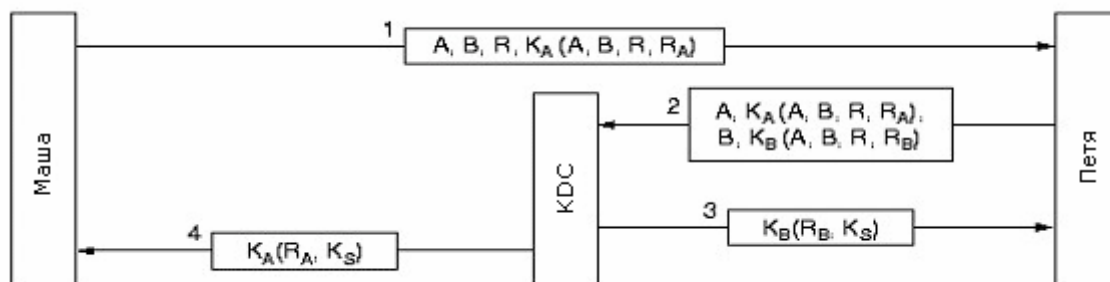 1
A, B, R, K_A (A, B, R, R_A)
2
A, K_A (A, B, R, R_A),
B, K_B (A, B, R, R_B)
Маша
KDC
Петя
3
K_B(R_B, K_S)
4
K_A(R_A, K_S)